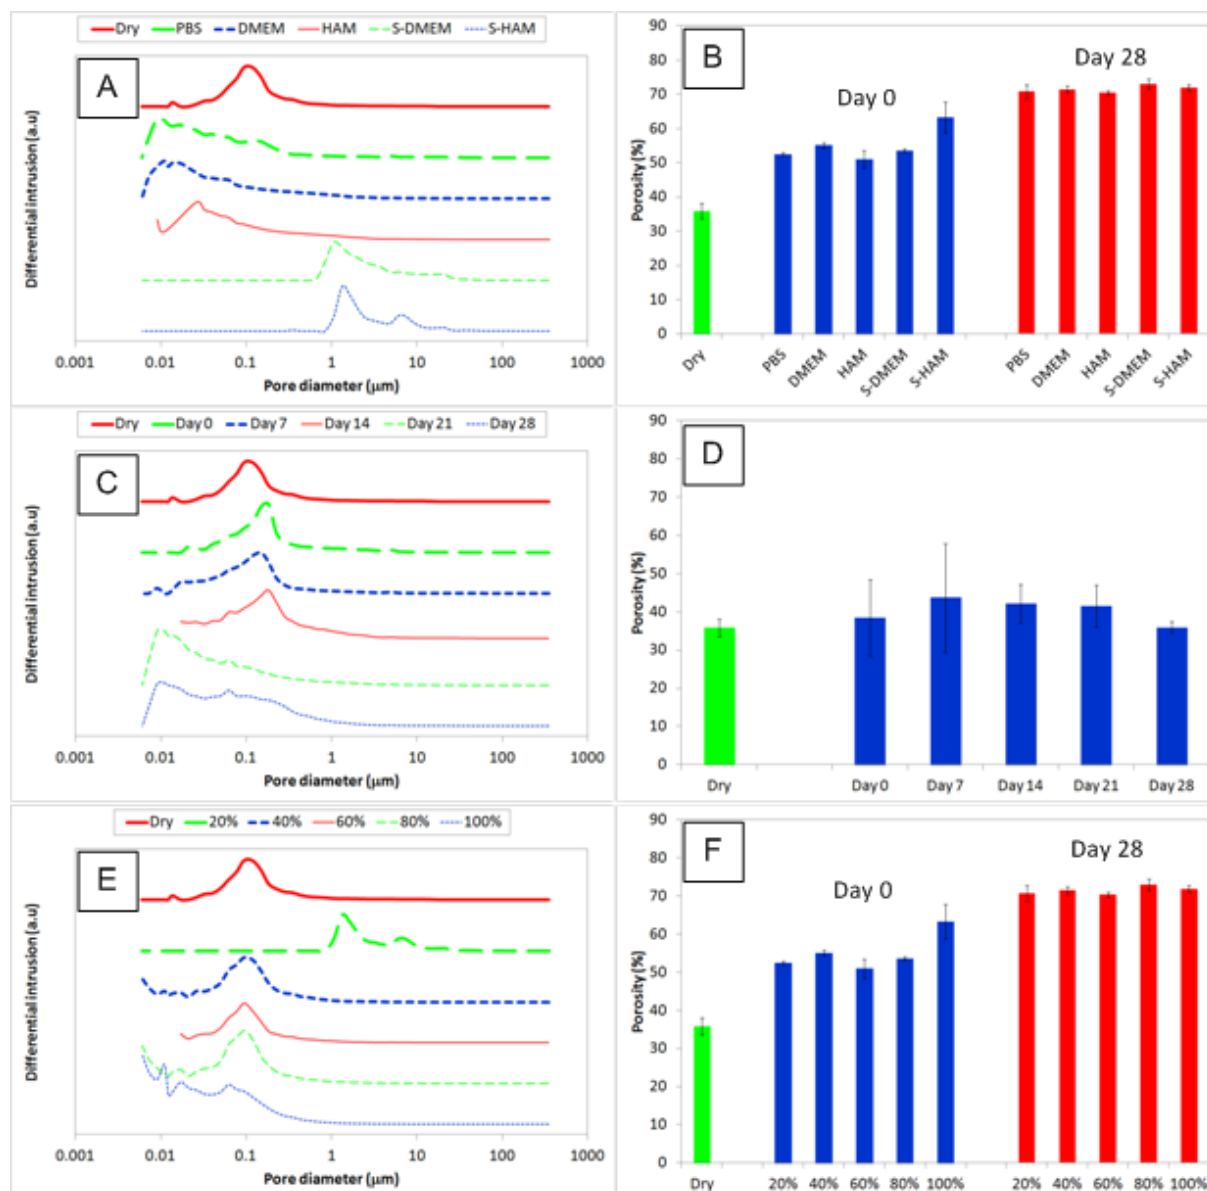 Dry PBS DMEM HAM S-DMEM S-HAM
A
Differential intrusion (a.u)
0.001 0.01 0.1 1 10 100 1000
Pore diameter (μm)
B
Day 0
Day 28
Porosity (%)
90
80
70
60
50
40
30
20
10
0
Dry PBS DMEM HAM S-DMEM S-HAM PBS DMEM HAM S-DMEM S-HAM
Dry Day 0 Day 7 Day 14 Day 21 Day 28
C
Differential intrusion (a.u)
0.001 0.01 0.1 1 10 100 1000
Pore diameter (μm)
D
Porosity (%)
90
80
70
60
50
40
30
20
10
0
Dry Day 0 Day 7 Day 14 Day 21 Day 28
Dry 20% 40% 60% 80% 100%
E
Differential intrusion (a.u)
0.001 0.01 0.1 1 10 100 1000
Pore diameter (μm)
F
Day 0
Day 28
Porosity (%)
90
80
70
60
50
40
30
20
10
0
Dry 20% 40% 60% 80% 100% 20% 40% 60% 80% 100%